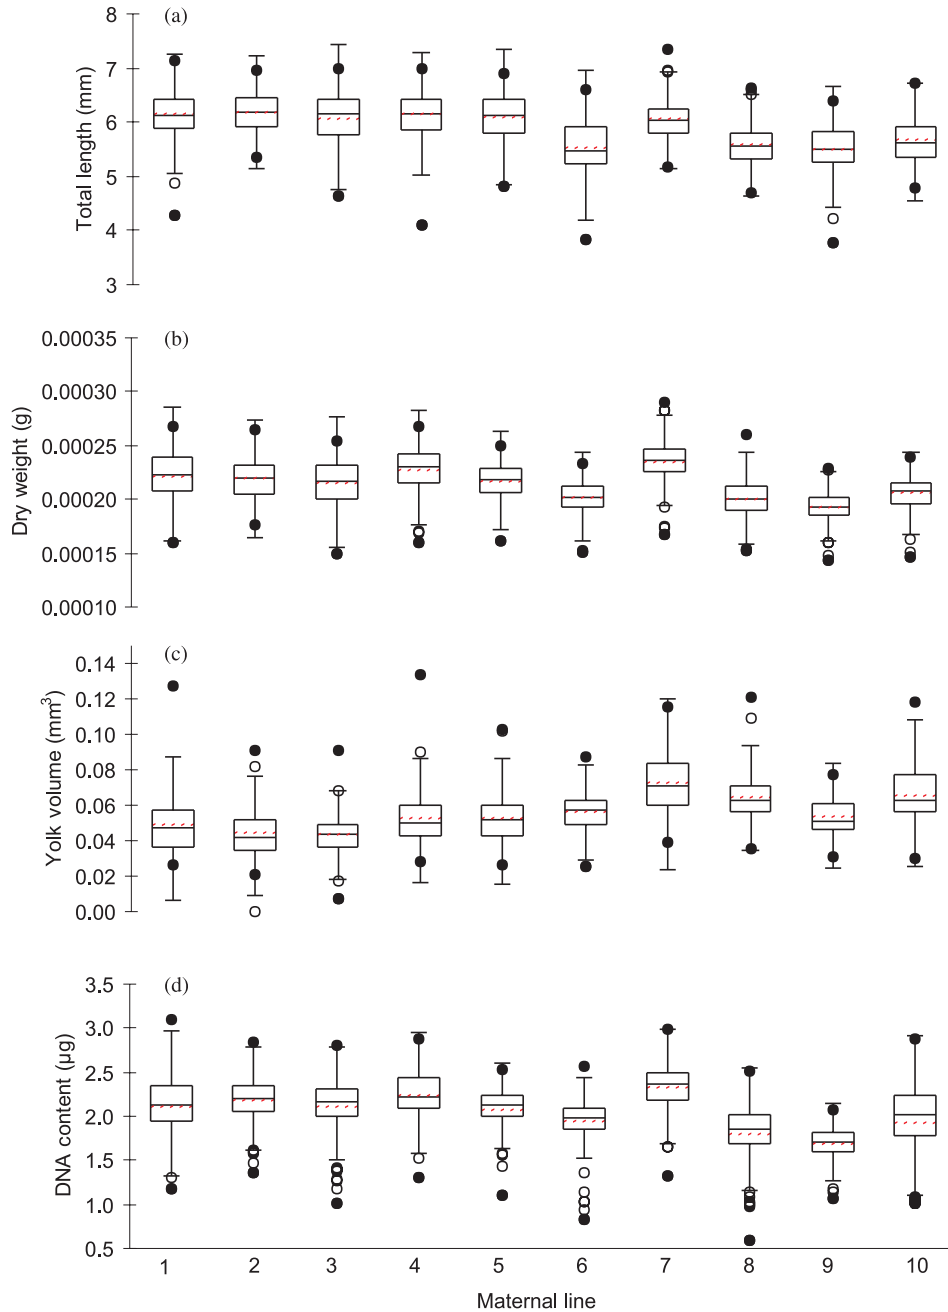 (a)
Total length (mm)
8
7
6
5
4
3
(b)
Dry weight (g)
0.00035
0.00030
0.00025
0.00020
0.00015
0.00010
(c)
Yolk volume (mm³)
0.14
0.12
0.10
0.08
0.06
0.04
0.02
0.00
(d)
DNA content (µg)
3.5
3.0
2.5
2.0
1.5
1.0
0.5
1 2 3 4 5 6 7 8 9 10
Maternal line